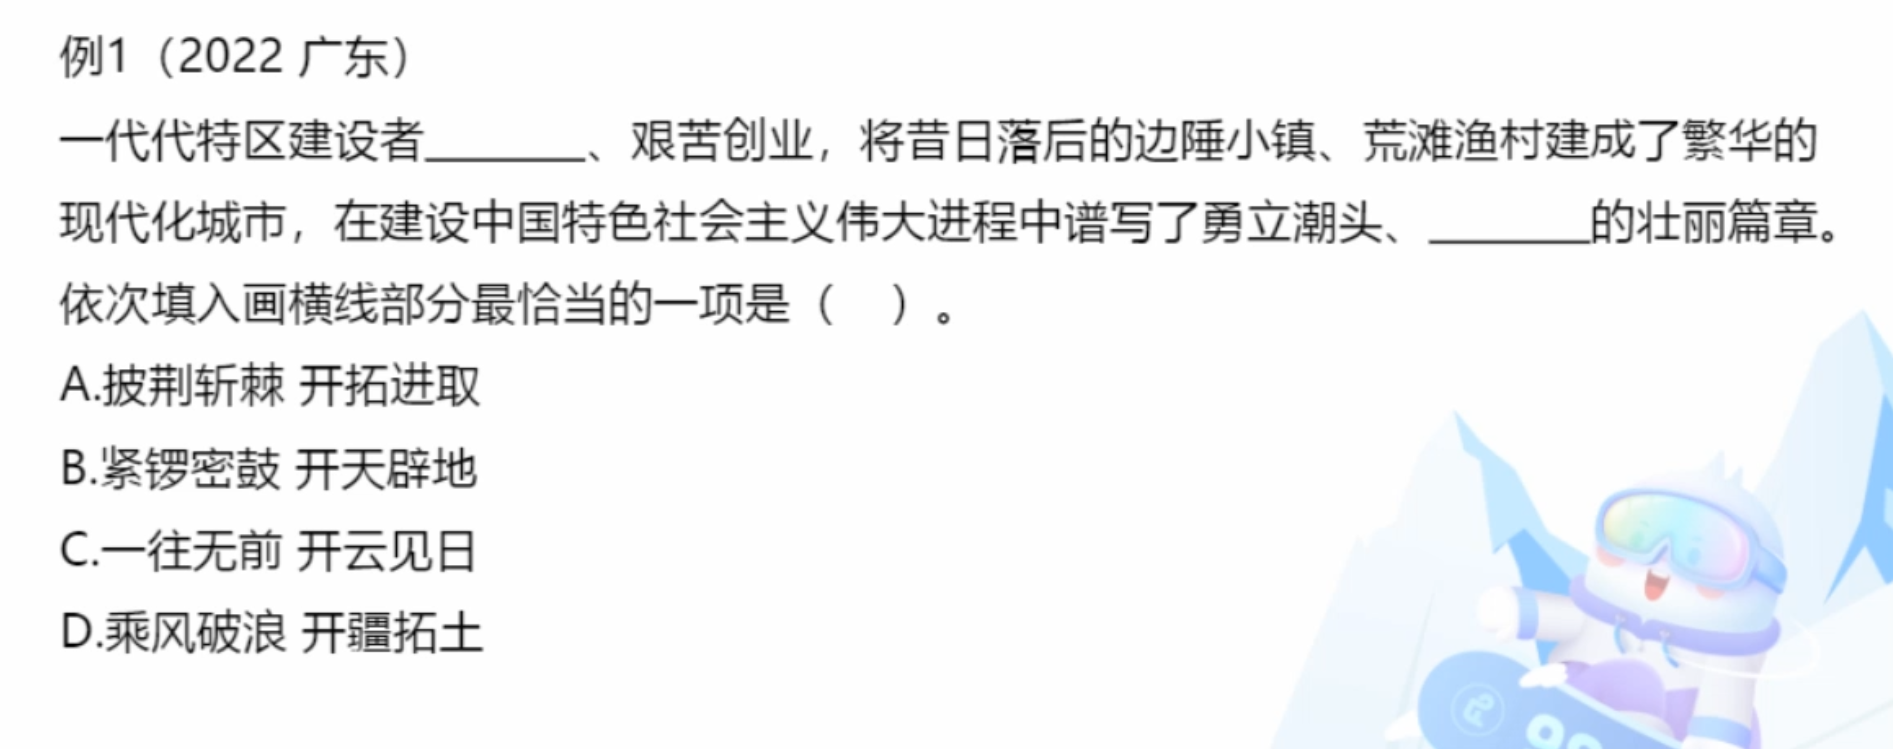 例1（2022 广东）
一代代特区建设者_______、艰苦创业，将昔日落后的边陲小镇、荒滩渔村建成了繁华的
现代化城市，在建设中国特色社会主义伟大进程中谱写了勇立潮头、_______的壮丽篇章。
依次填入画横线部分最恰当的一项是（　）。
A.披荆斩棘 开拓进取
B.紧锣密鼓 开天辟地
C.一往无前 开云见日
D.乘风破浪 开疆拓土